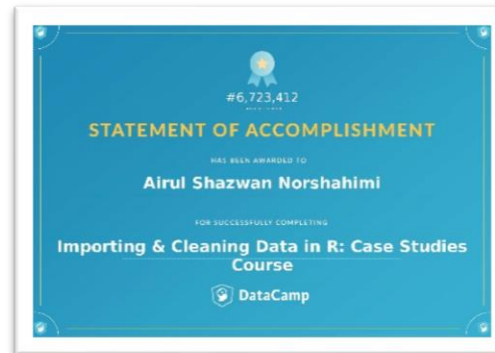 #6,723,412
STATEMENT OF ACCOMPLISHMENT
HAS BEEN AWARDED TO
Airul Shazwan Norshahimi
FOR SUCCESSFULLY COMPLETING
Importing & Cleaning Data in R: Case Studies
Course
DataCamp